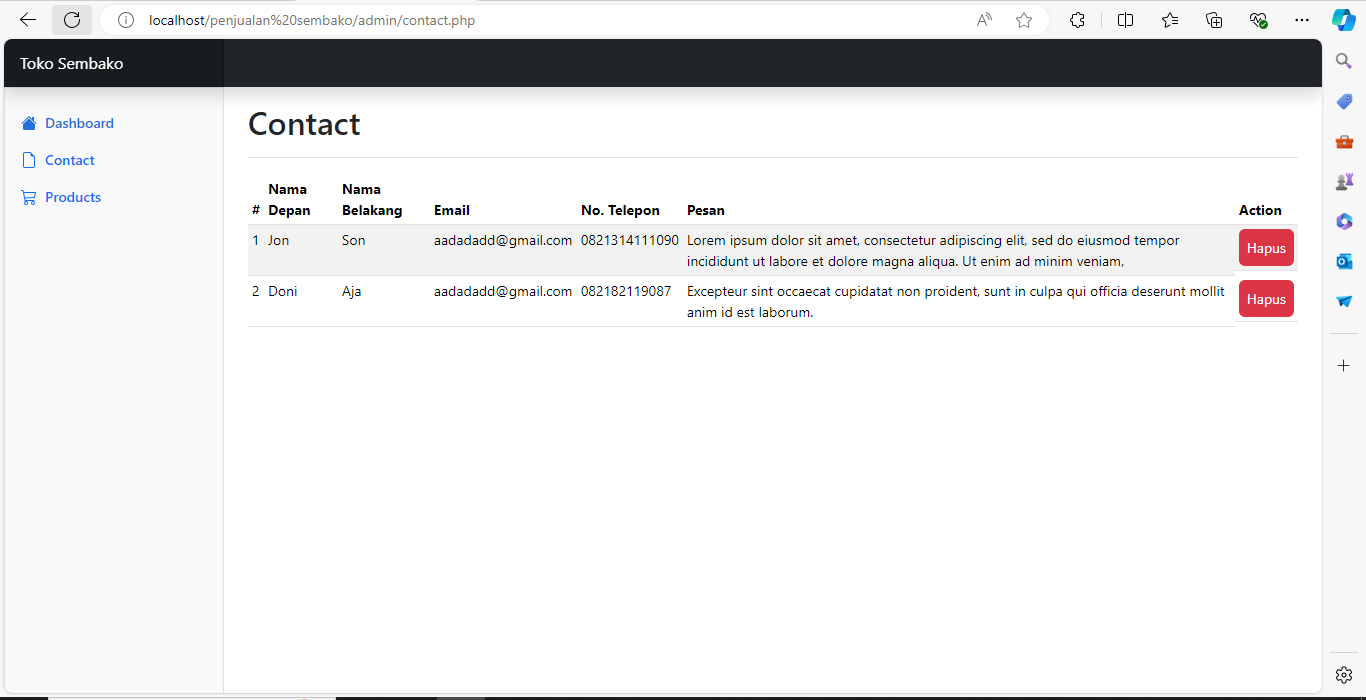 localhost/penjualan%20sembako/admin/contact.php
Toko Sembako
Dashboard
Contact
Products
Contact
# Nama Depan Nama Belakang Email No. Telepon Pesan Action
1 Jon Son aadadadd@gmail.com 0821314111090 Lorem ipsum dolor sit amet, consectetur adipiscing elit, sed do eiusmod tempor Hapus
incididunt ut labore et dolore magna aliqua. Ut enim ad minim veniam,
2 Doni Aja aadadadd@gmail.com 082182119087 Excepteur sint occaecat cupidatat non proident, sunt in culpa qui officia deserunt mollit Hapus
anim id est laborum.